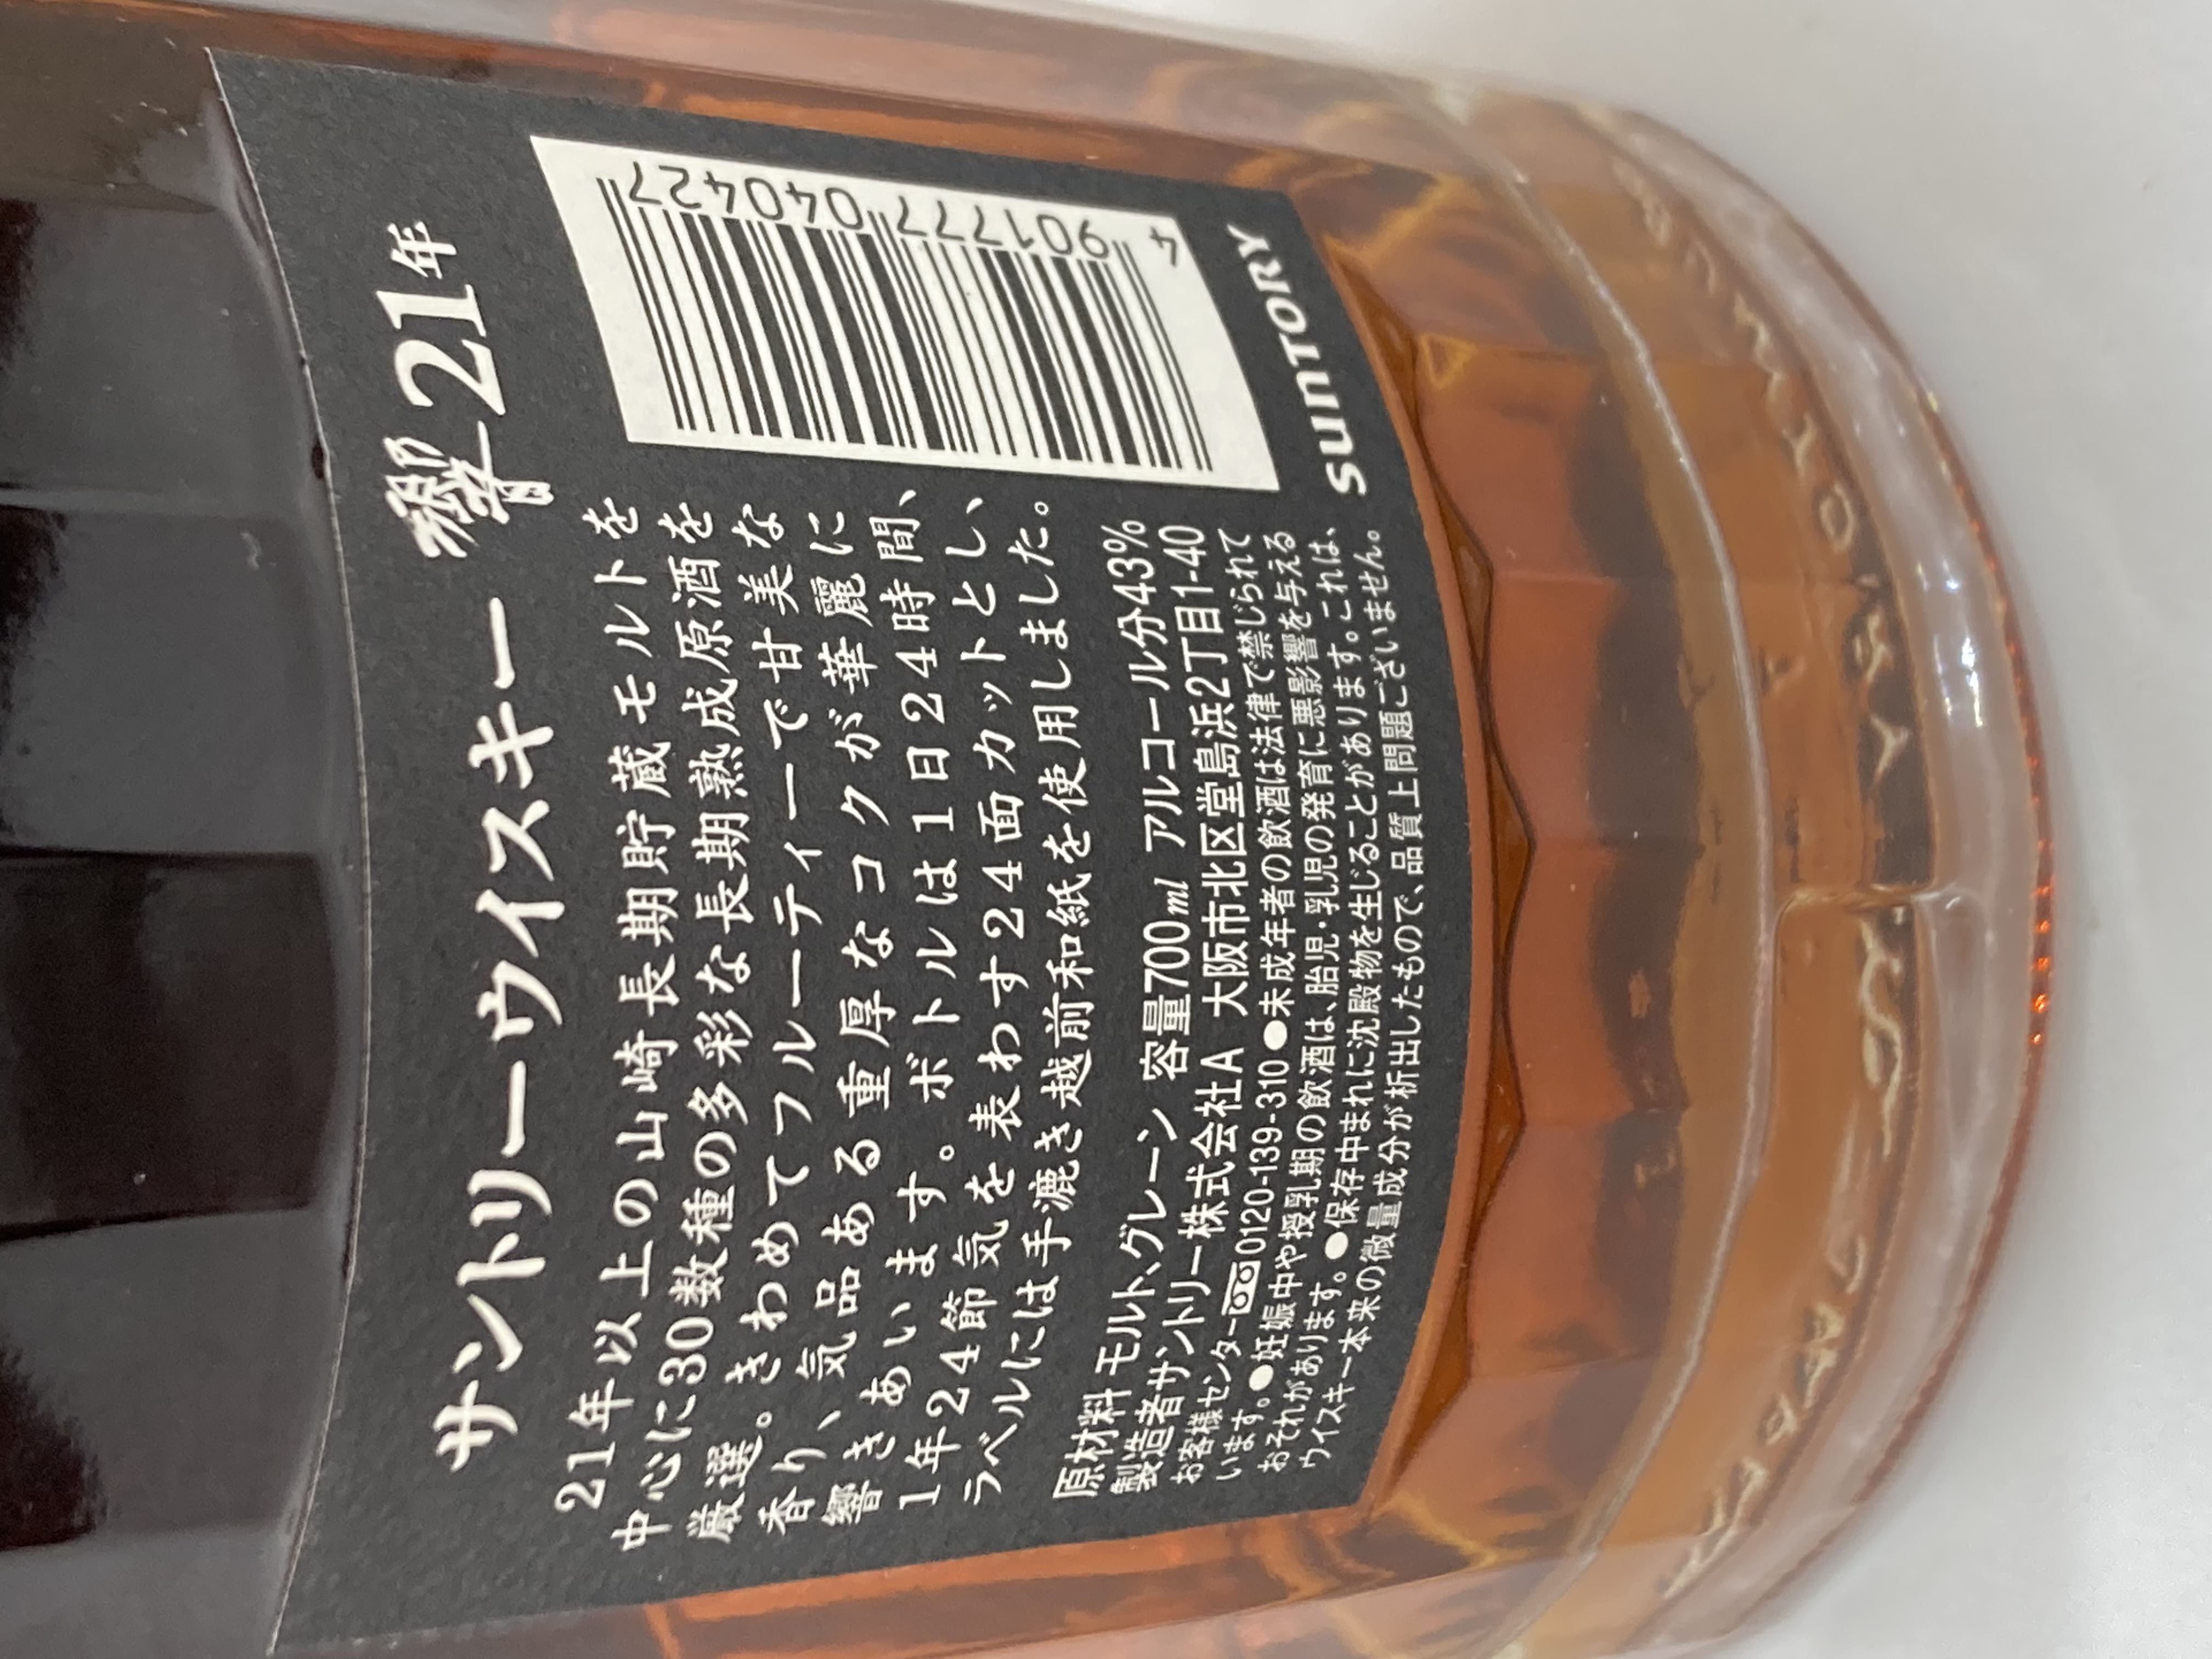 サントリーウイスキー 響21年
21年以上の山崎長期貯蔵モルトを
中心に30数種の多彩な長期熟成原酒を
厳選。きわめてフルーティーで甘美な
香り、気品ある重厚なコクが華麗に
響きあいます。ボトルは1日24時間、
1年24節気を表わす24面カットとし、
ラベルには手漉き越前和紙を使用しました。
原材料 モルト、グレーン 容量700ml アルコール分43%
製造者サントリー株式会社A 大阪市北区堂島浜2丁目1-40
お客様センター 0120-139-310●未成年者の飲酒は法律で禁じられて
います。●妊娠中や授乳期の飲酒は、胎児・乳児の発育に悪影響を与える
おそれがあります。●保存中まれに沈殿物を生じることがあります。これは、
ウイスキー本来の微量成分が析出したもので、品質上問題ございません。
4 901777 040427
SUNTORY